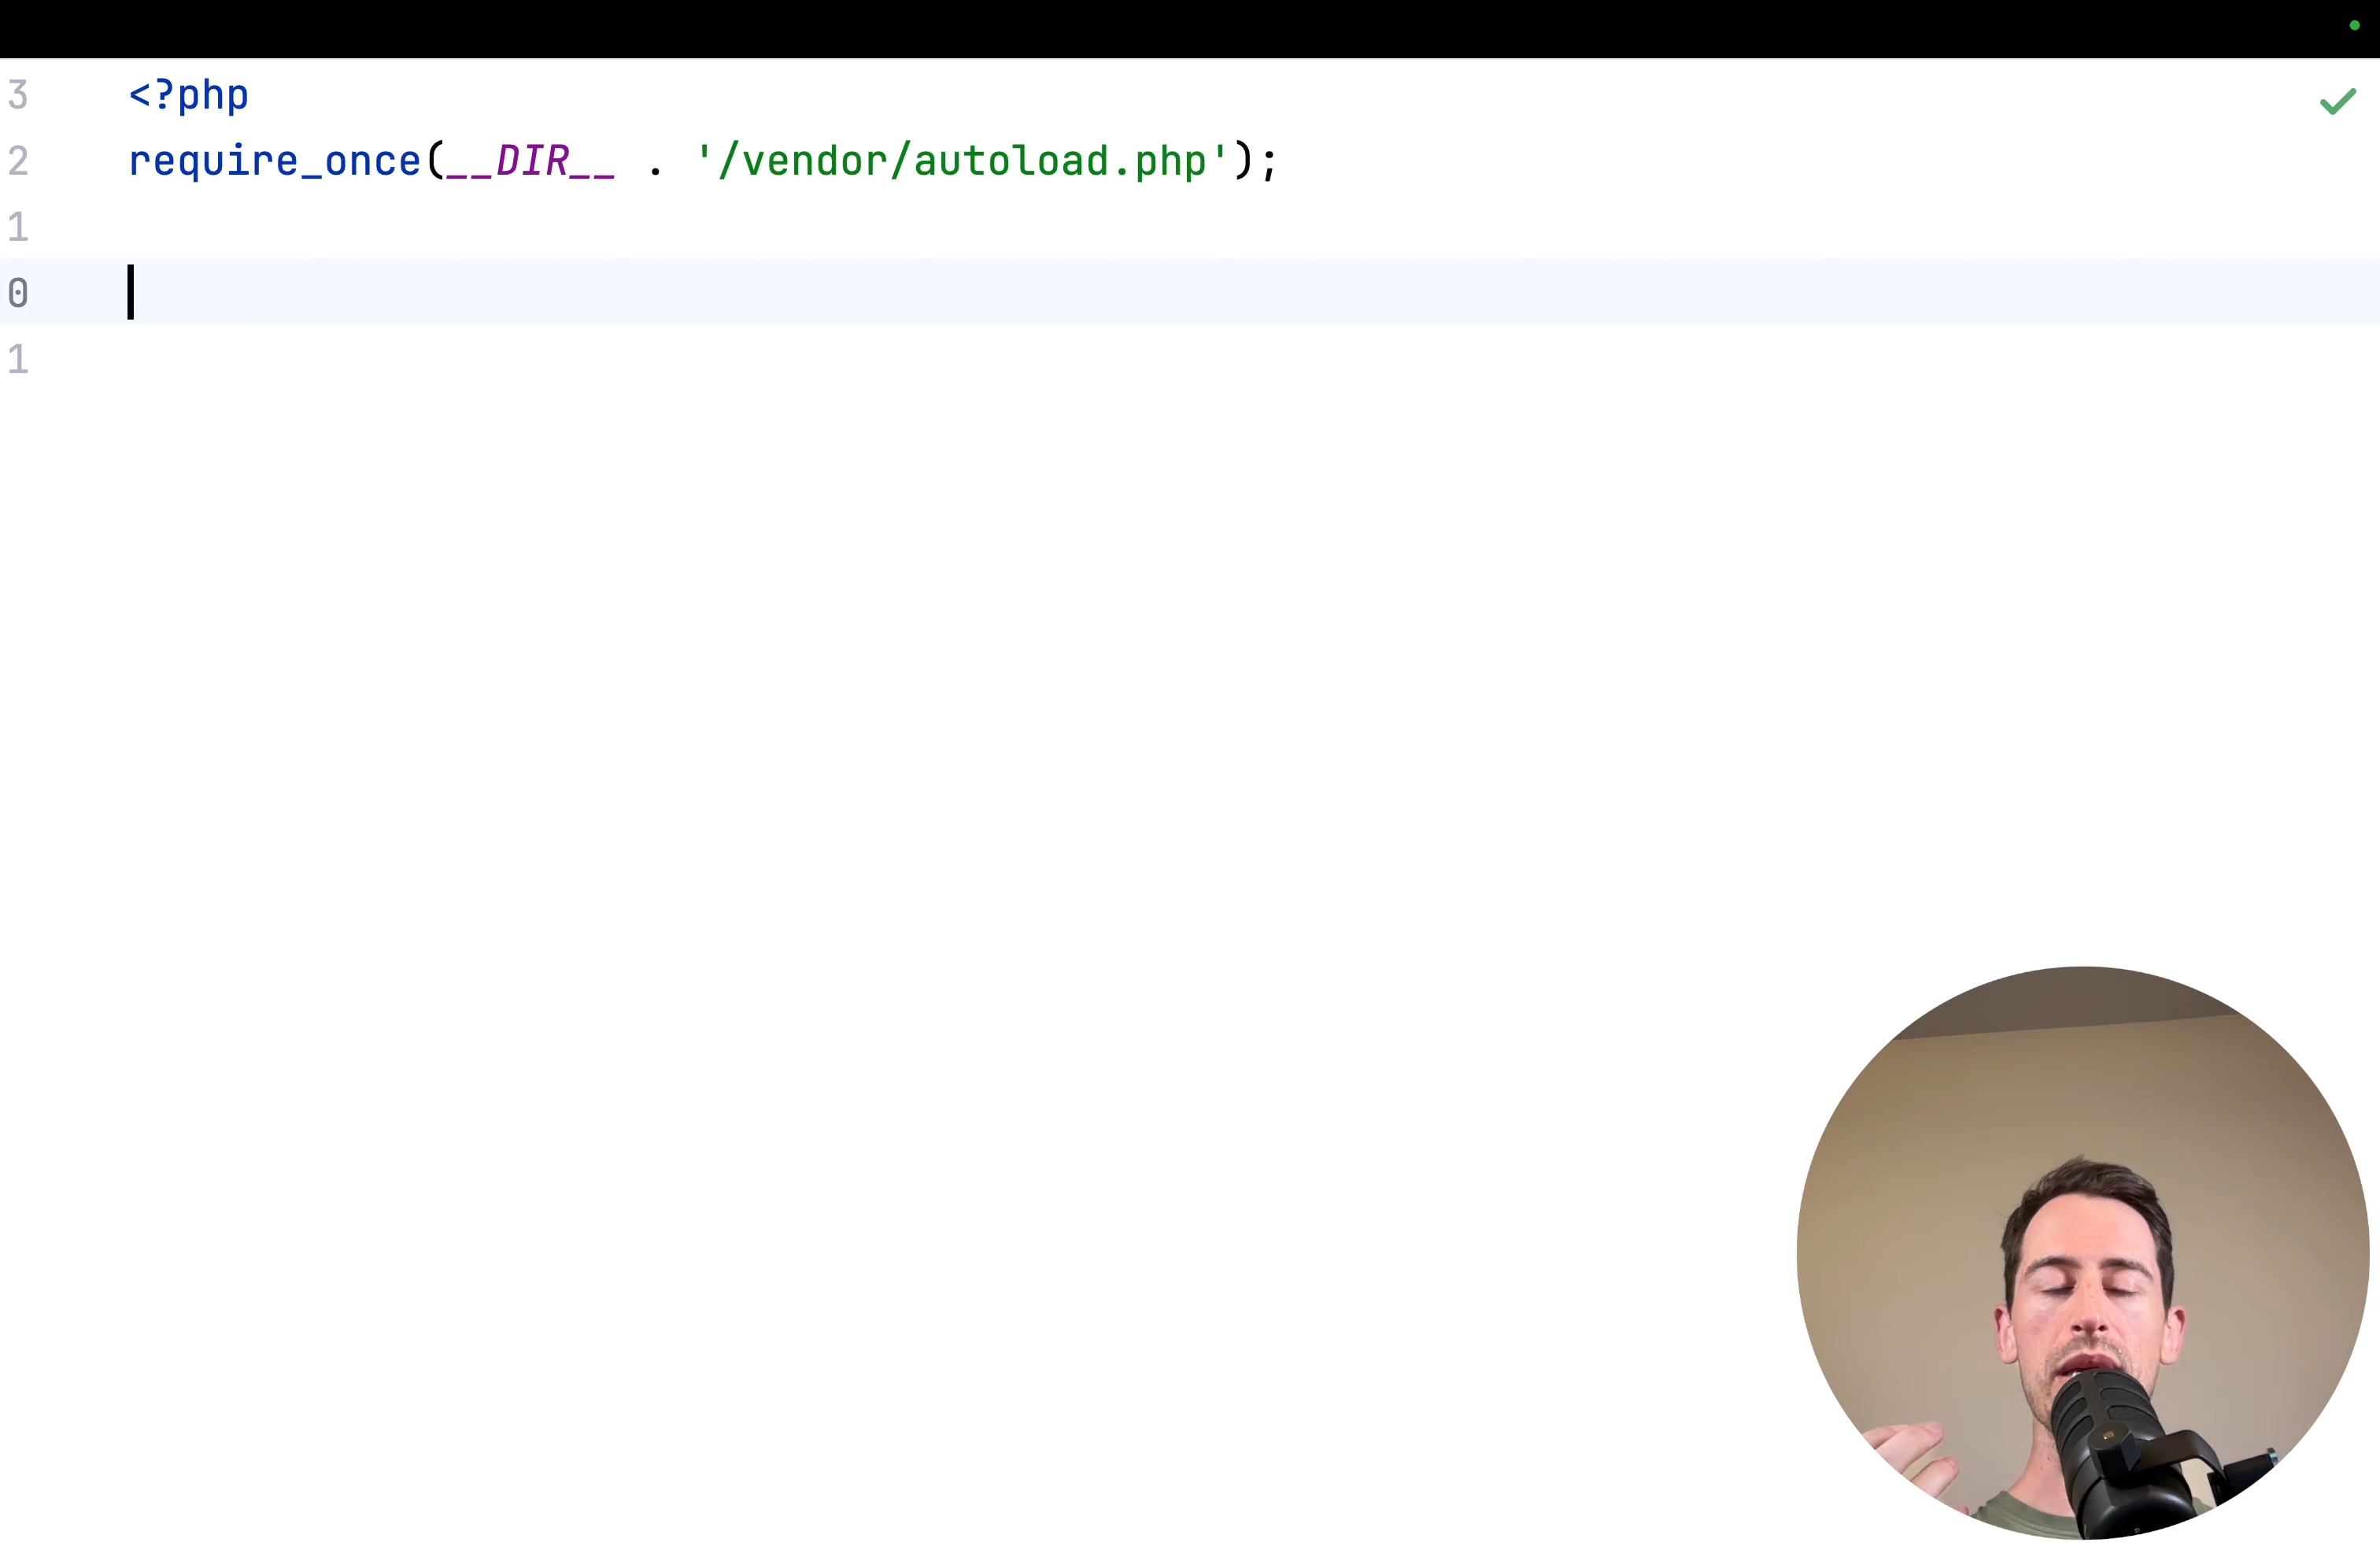 3 <?php
2 require_once(__DIR__ . '/vendor/autoload.php');
1
0
1